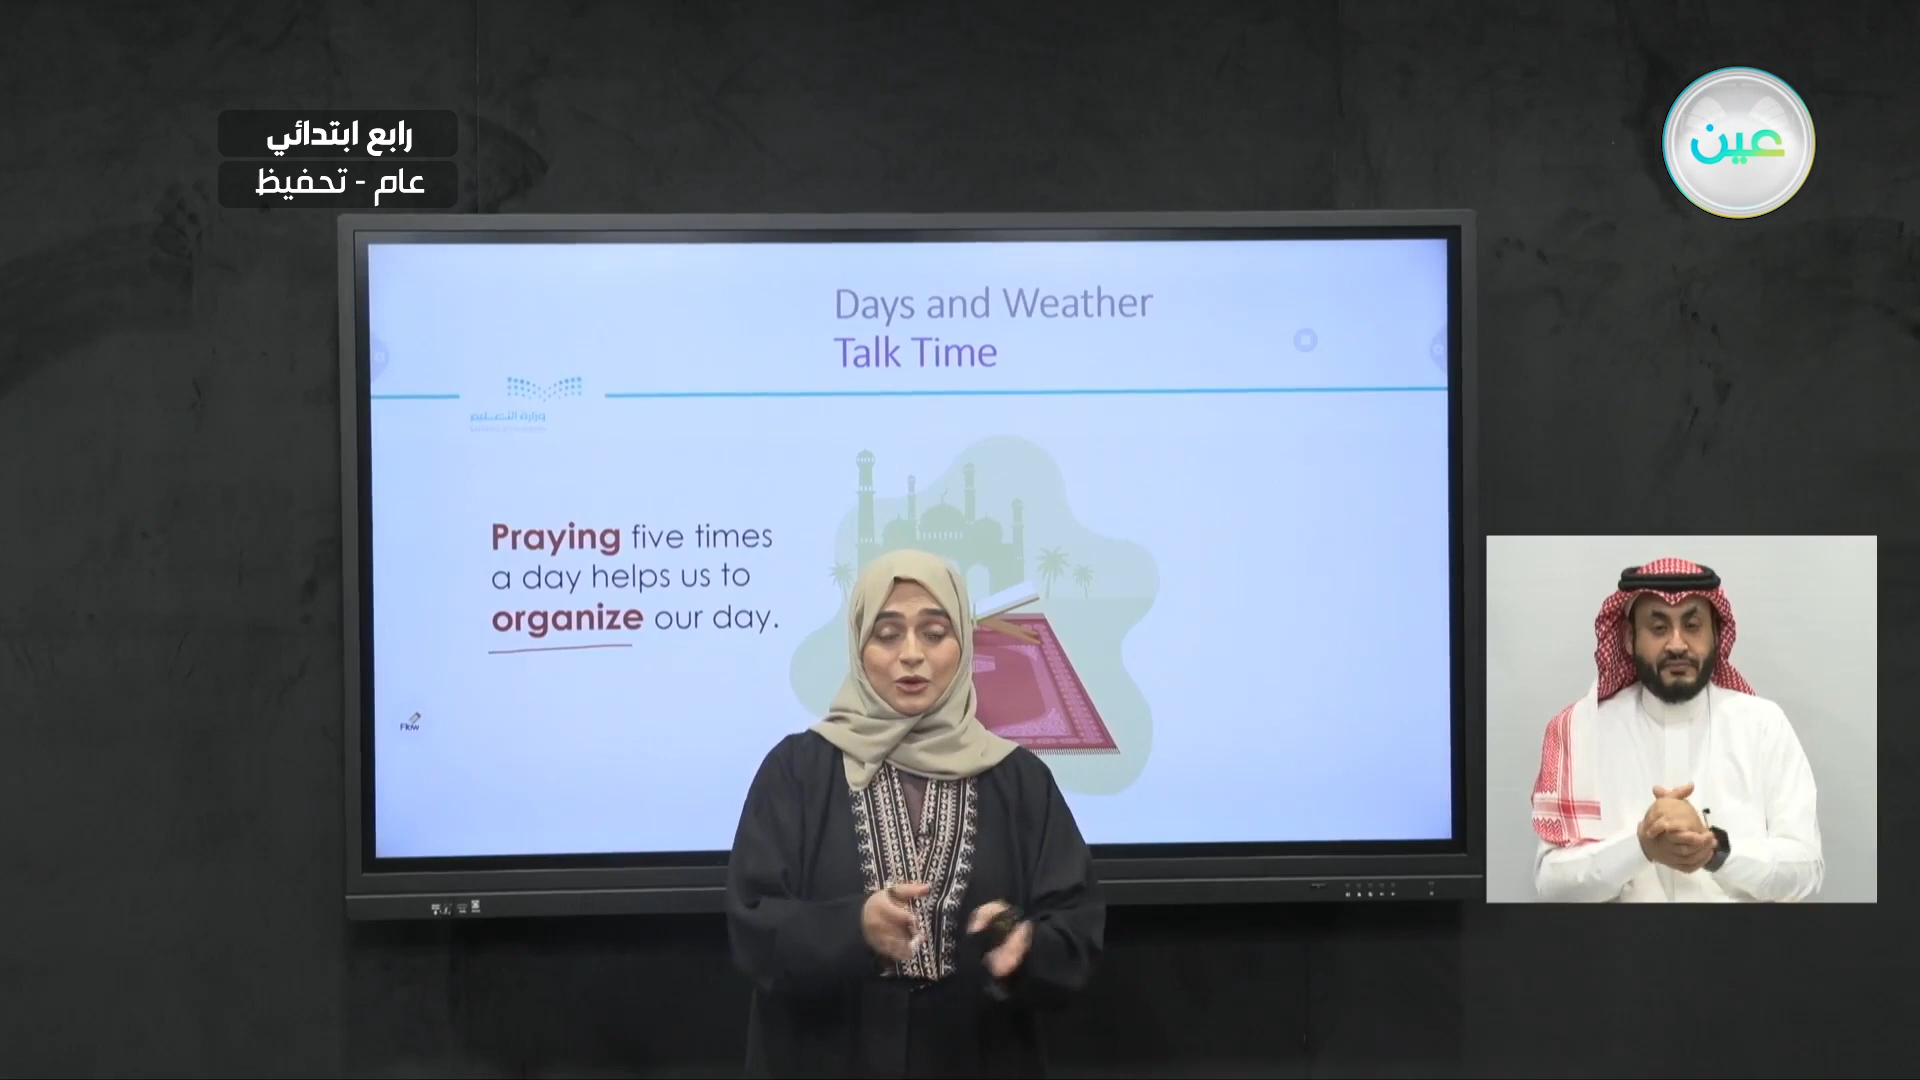 رابع ابتدائي
عام - تحفيظ
عين
Days and Weather
Talk Time
وزارة التعليم
Praying five times
a day helps us to
organize our day.
Flow